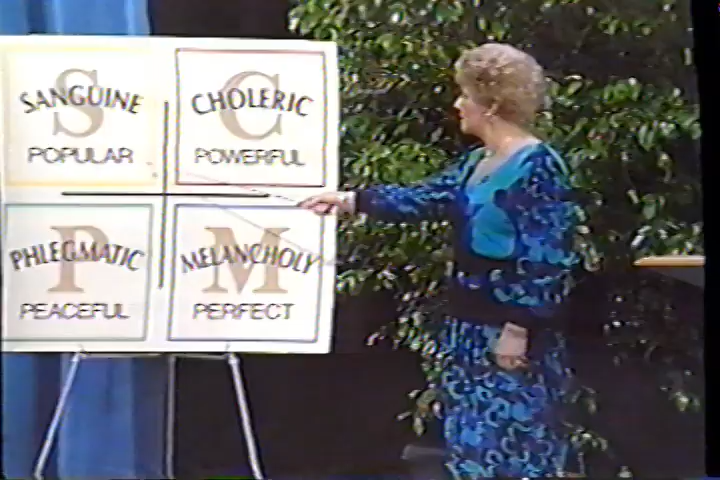 S
SANGUINE
POPULAR
C
CHOLERIC
POWERFUL
P
PHLEGMATIC
PEACEFUL
M
MELANCHOLY
PERFECT